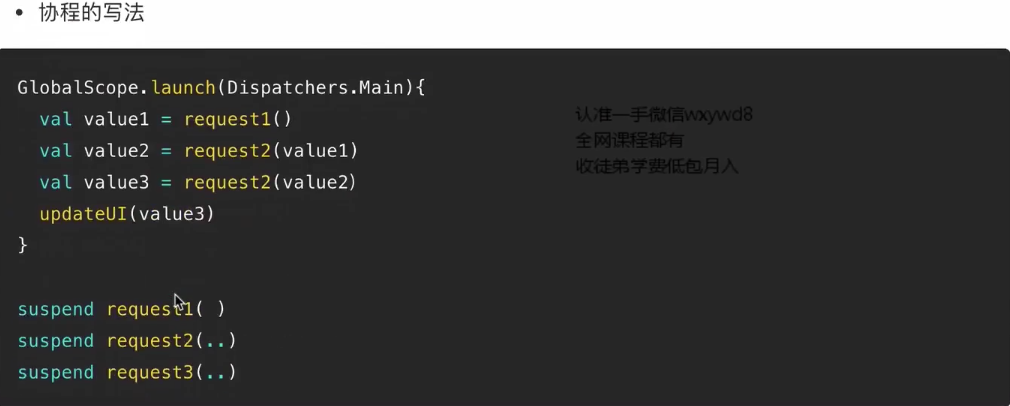 • 协程的写法
GlobalScope.launch(Dispatchers.Main){
val value1 = request1()
val value2 = request2(value1)
val value3 = request2(value2)
updateUI(value3)
}
认准一手微信wxywd8
全网课程都有
收徒弟学费低包月入
suspend request1( )
suspend request2(..)
suspend request3(..)